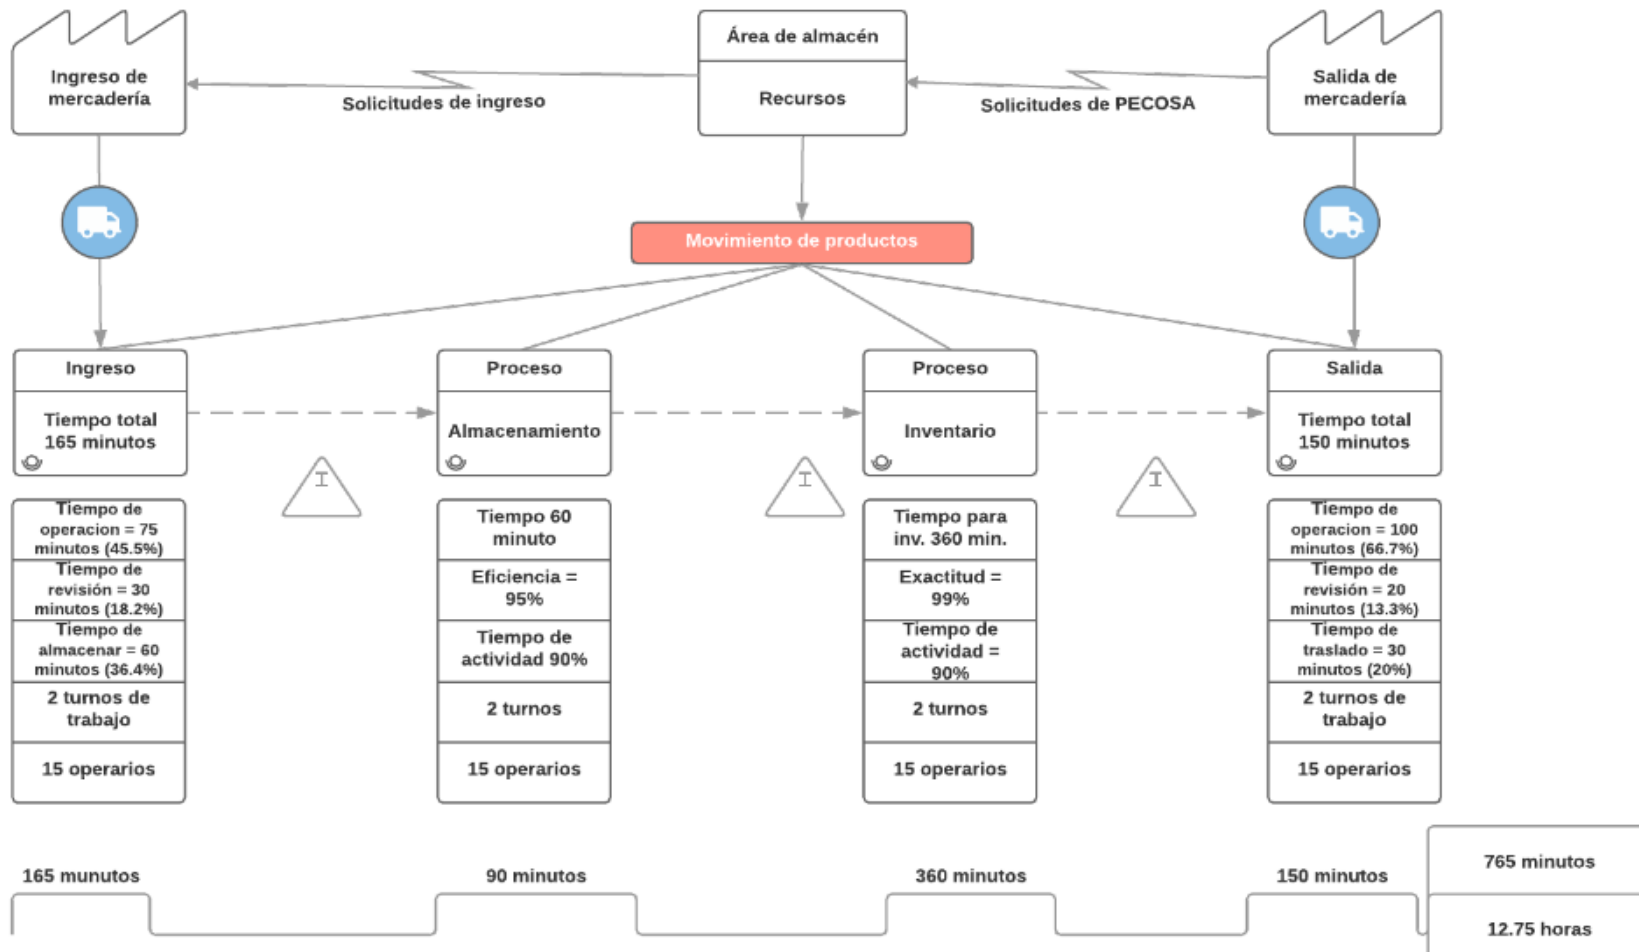 Ingreso de
mercadería
Solicitudes de ingreso
Área de almacén
Recursos
Solicitudes de PECOSA
Salida de
mercadería
Movimiento de productos
Ingreso
Tiempo total
165 minutos
Proceso
Almacenamiento
Proceso
Inventario
Salida
Tiempo total
150 minutos
I
I
I
Tiempo de
operacion = 75
minutos (45.5%)
Tiempo de
revisión = 30
minutos (18.2%)
Tiempo de
almacenar = 60
minutos (36.4%)
2 turnos de
trabajo
15 operarios
Tiempo 60
minuto
Eficiencia =
95%
Tiempo de
actividad 90%
2 turnos
15 operarios
Tiempo para
inv. 360 min.
Exactitud =
99%
Tiempo de
actividad =
90%
2 turnos
15 operarios
Tiempo de
operacion = 100
minutos (66.7%)
Tiempo de
revisión = 20
minutos (13.3%)
Tiempo de
traslado = 30
minutos (20%)
2 turnos de
trabajo
15 operarios
165 munutos
90 minutos
360 minutos
150 minutos
765 minutos
12.75 horas